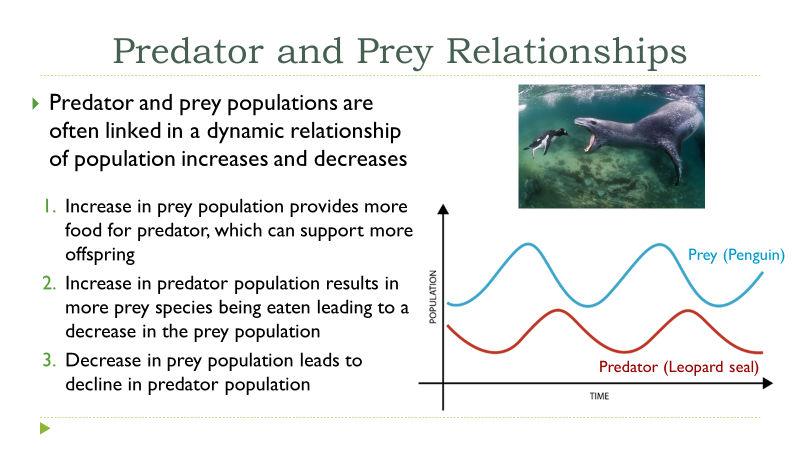 Predator and Prey Relationships
Predator and prey populations are
often linked in a dynamic relationship
of population increases and decreases
1. Increase in prey population provides more
food for predator, which can support more
offspring
2. Increase in predator population results in
more prey species being eaten leading to a
decrease in the prey population
3. Decrease in prey population leads to
decline in predator population
POPULATION
Prey (Penguin)
Predator (Leopard seal)
TIME